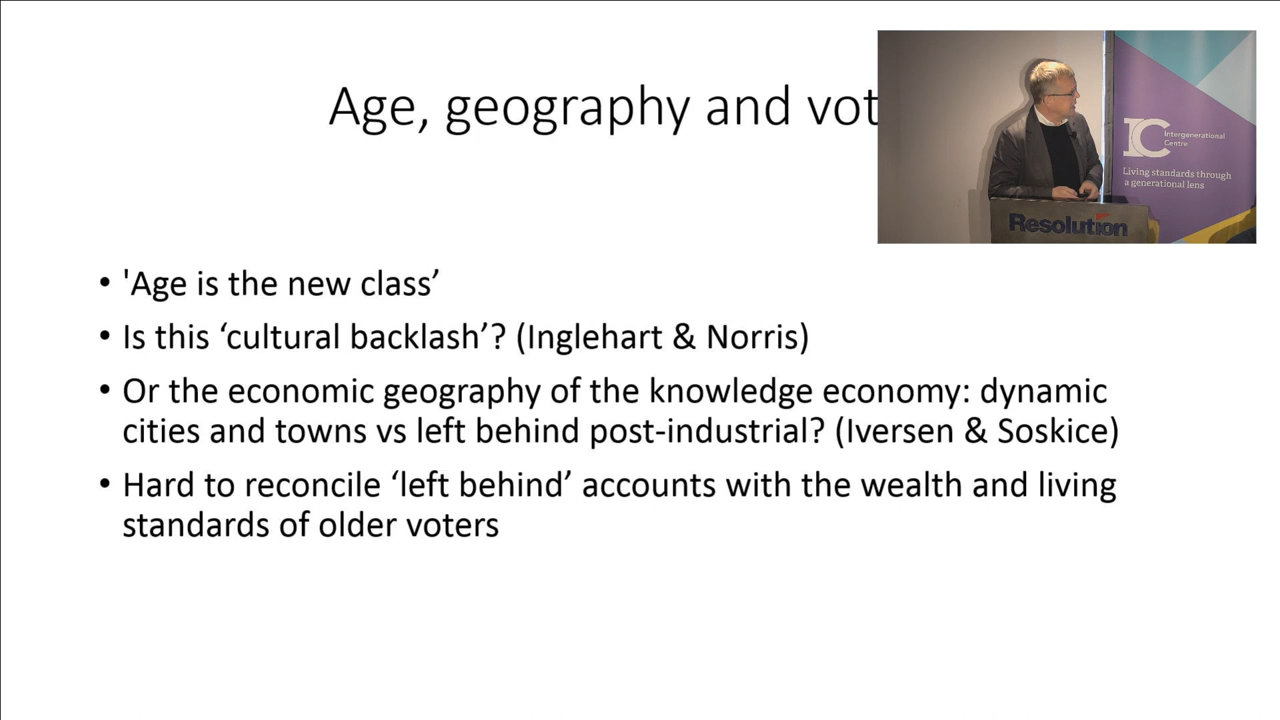 Age, geography and vot
IC
Intergenerational
Centre
Living standards through
a generational lens
Resolution
• 'Age is the new class’
• Is this ‘cultural backlash’? (Inglehart & Norris)
• Or the economic geography of the knowledge economy: dynamic
cities and towns vs left behind post-industrial? (Iversen & Soskice)
• Hard to reconcile ‘left behind’ accounts with the wealth and living
standards of older voters